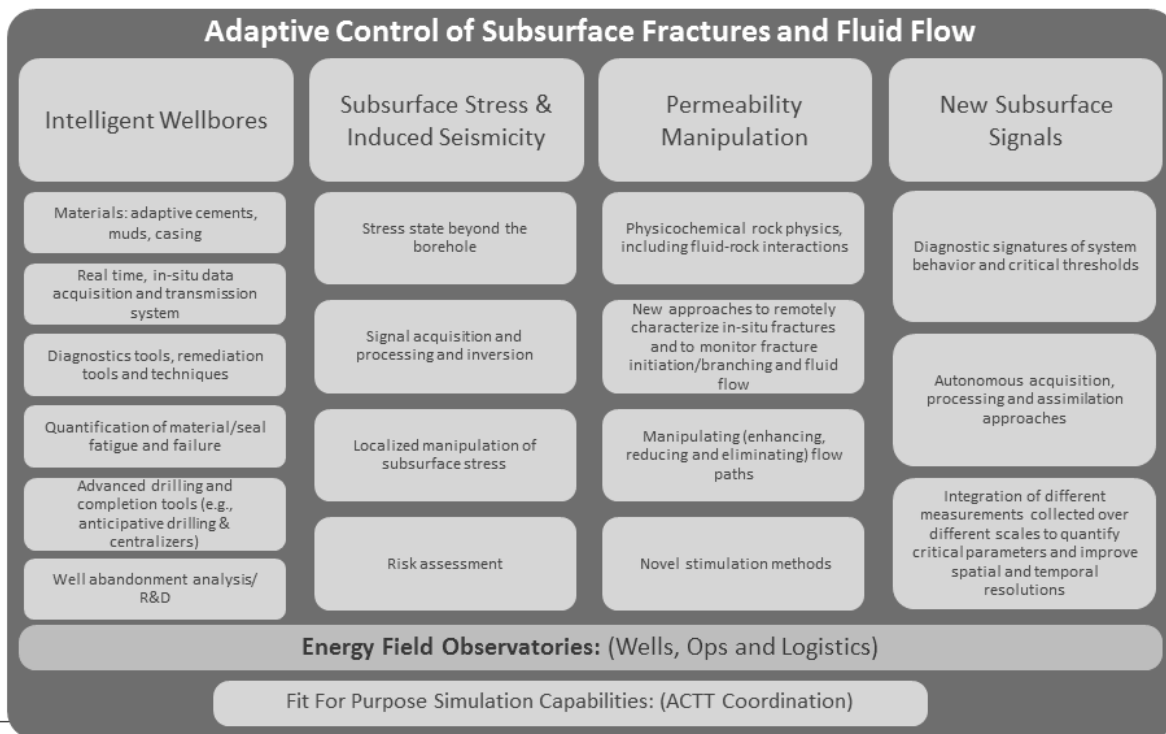 Adaptive Control of Subsurface Fractures and Fluid Flow
Intelligent Wellbores
Materials: adaptive cements,
muds, casing
Real time, in-situ data
acquisition and transmission
system
Diagnostics tools, remediation
tools and techniques
Quantification of material/seal
fatigue and failure
Advanced drilling and
completion tools (e.g.,
anticipative drilling &
centralizers)
Well abandonment analysis/
R&D
Subsurface Stress &
Induced Seismicity
Stress state beyond the
borehole
Signal acquisition and
processing and inversion
Localized manipulation of
subsurface stress
Risk assessment
Permeability
Manipulation
Physicochemical rock physics,
including fluid-rock interactions
New approaches to remotely
characterize in-situ fractures
and to monitor fracture
initiation/branching and fluid
flow
Manipulating (enhancing,
reducing and eliminating) flow
paths
Novel stimulation methods
New Subsurface
Signals
Diagnostic signatures of system
behavior and critical thresholds
Autonomous acquisition,
processing and assimilation
approaches
Integration of different
measurements collected over
different scales to quantify
critical parameters and improve
spatial and temporal
resolutions
Energy Field Observatories: (Wells, Ops and Logistics)
Fit For Purpose Simulation Capabilities: (ACTT Coordination)